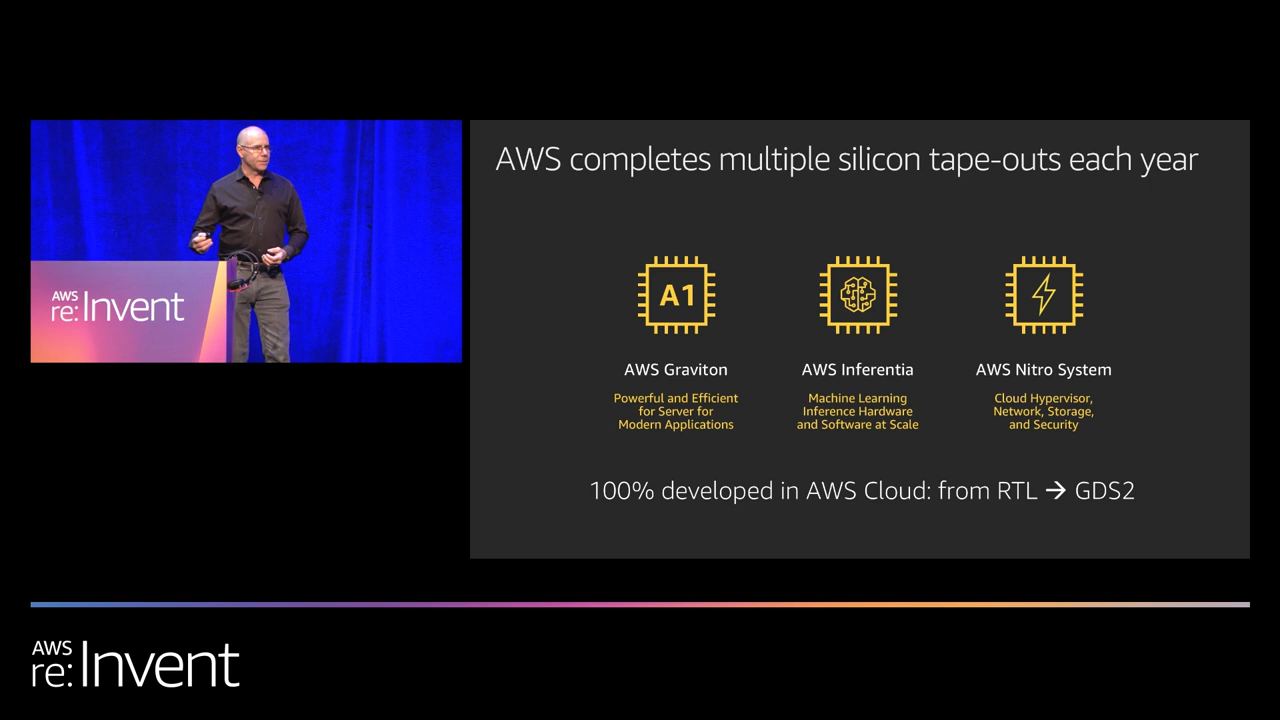 AWS
re:Invent
AWS completes multiple silicon tape-outs each year
A1
AWS Graviton
Powerful and Efficient
for Server for
Modern Applications
AWS Inferentia
Machine Learning
Inference Hardware
and Software at Scale
AWS Nitro System
Cloud Hypervisor,
Network, Storage,
and Security
100% developed in AWS Cloud: from RTL → GDS2
AWS
re:Invent